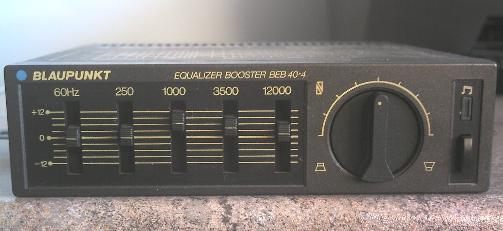 BLAUPUNKT EQUALIZER BOOSTER BEB 40-4
60Hz 250 1000 3500 12000
+12
0
-12